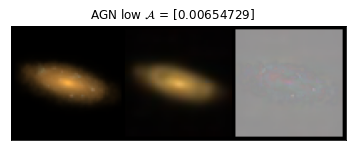 AGN low 𝒜 = [0.00654729]